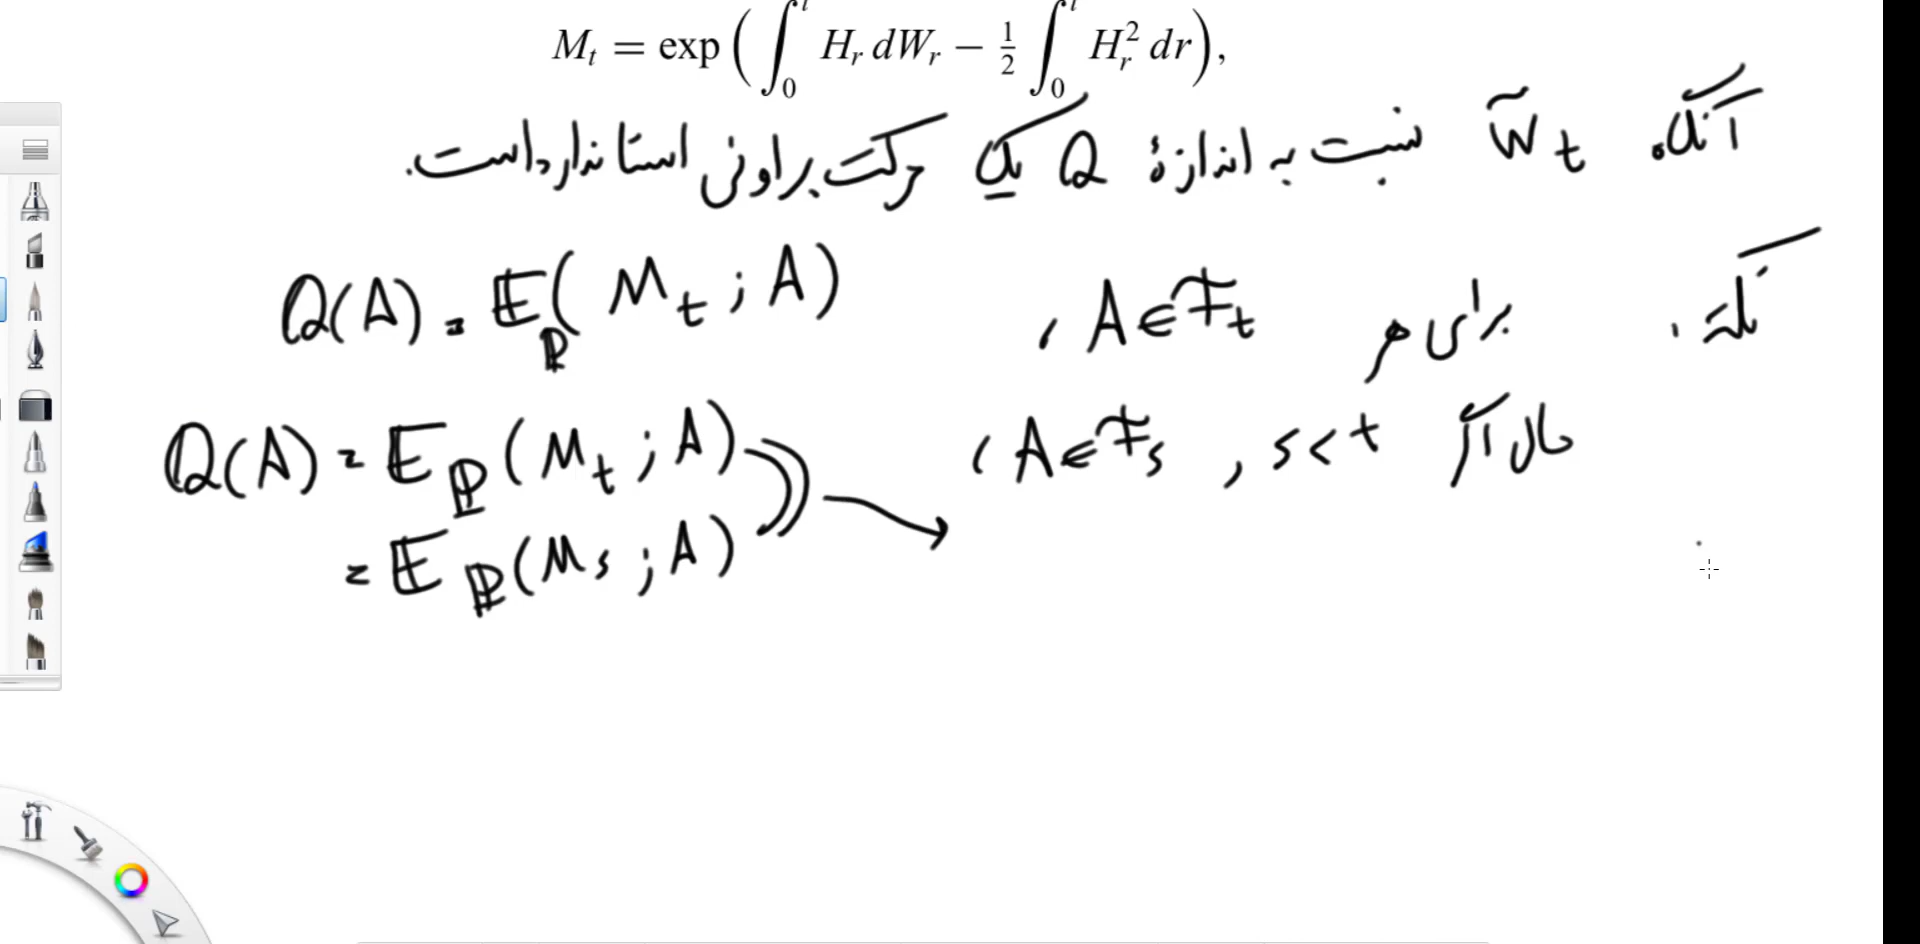 M_t = exp ( ∫_0^t H_r dW_r − 1/2 ∫_0^t H_r^2 dr ),
آنگاه W̃_t نسبت به اندازهٔ Q یک حرکت براونی استاندارد است.
نکته، برای هر A ∈ F_t ، Q(A) = E_P( M_t ; A )
حال اگر s < t , A ∈ F_s ، Q(A) = E_P ( M_t ; A )
= E_P ( M_s ; A )